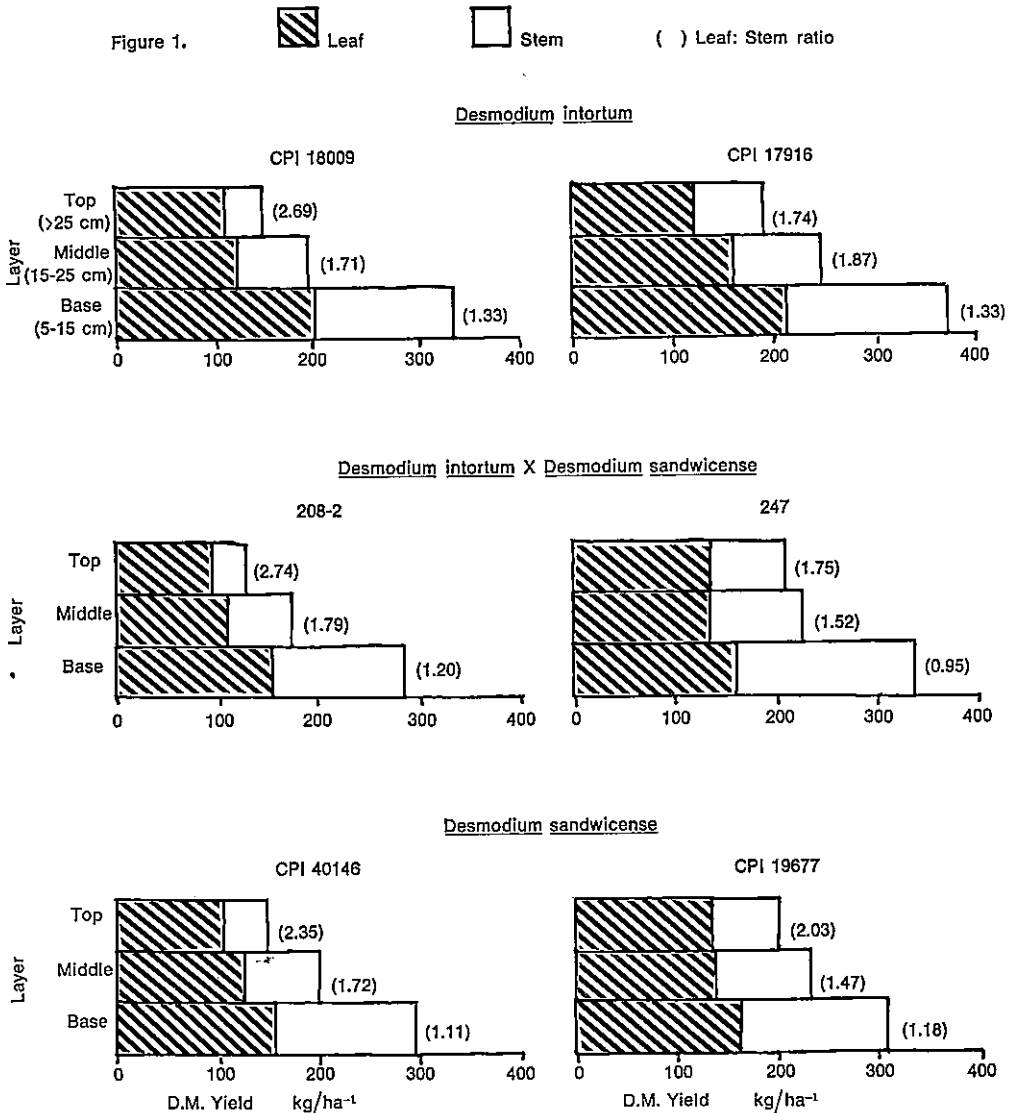 Figure 1. Leaf Stem ( ) Leaf: Stem ratio
Desmodium intortum
CPI 18009
Layer
Top (>25 cm) (2.69)
Middle (15-25 cm) (1.71)
Base (5-15 cm) (1.33)
0 100 200 300 400
CPI 17916
(1.74)
(1.87)
(1.33)
0 100 200 300 400
Desmodium intortum X Desmodium sandwicense
208-2
Layer
Top (2.74)
Middle (1.79)
Base (1.20)
0 100 200 300 400
247
(1.75)
(1.52)
(0.95)
0 100 200 300 400
Desmodium sandwicense
CPI 40146
Layer
Top (2.35)
Middle (1.72)
Base (1.11)
0 100 200 300 400
D.M. Yield kg/ha⁻¹
CPI 19677
(2.03)
(1.47)
(1.18)
0 100 200 300 400
D.M. Yield kg/ha⁻¹